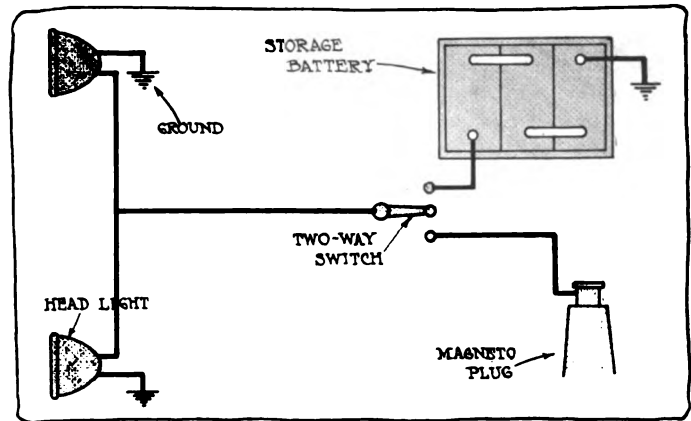 STORAGE
BATTERY
GROUND
TWO-WAY
SWITCH
HEAD LIGHT
MAGNETO
PLUG